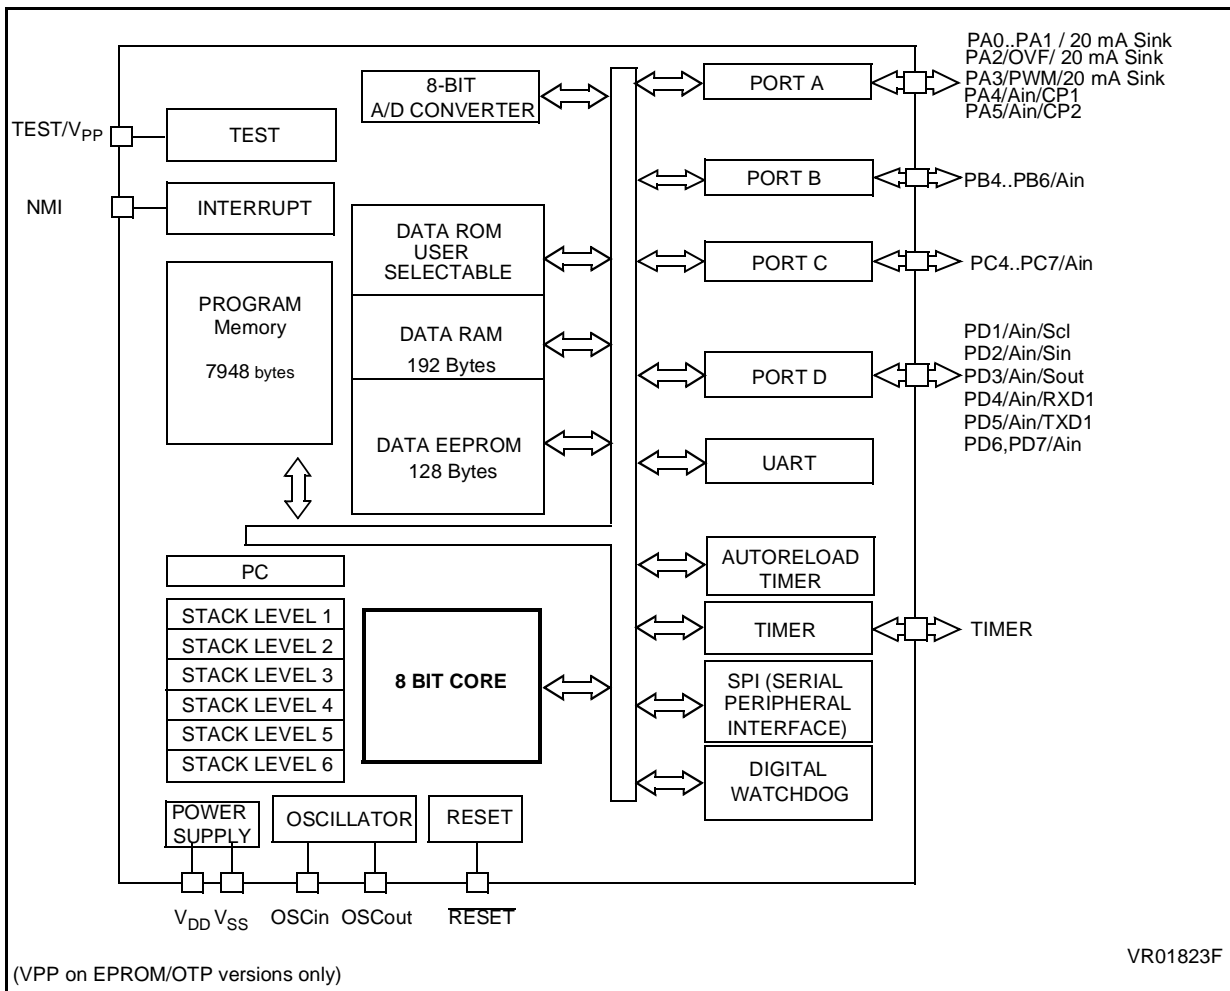 TEST/VPP
NMI
TEST
INTERRUPT
PROGRAM
Memory
7948 bytes
PC
STACK LEVEL 1
STACK LEVEL 2
STACK LEVEL 3
STACK LEVEL 4
STACK LEVEL 5
STACK LEVEL 6
POWER
SUPPLY
OSCILLATOR
RESET
VDD VSS OSCin OSCout RESET
8-BIT
A/D CONVERTER
DATA ROM
USER
SELECTABLE
DATA RAM
192 Bytes
DATA EEPROM
128 Bytes
8 BIT CORE
PORT A
PORT B
PORT C
PORT D
UART
AUTORELOAD
TIMER
TIMER
SPI (SERIAL
PERIPHERAL
INTERFACE)
DIGITAL
WATCHDOG
PA0..PA1 / 20 mA Sink
PA2/OVF/ 20 mA Sink
PA3/PWM/20 mA Sink
PA4/Ain/CP1
PA5/Ain/CP2
PB4..PB6/Ain
PC4..PC7/Ain
PD1/Ain/Scl
PD2/Ain/Sin
PD3/Ain/Sout
PD4/Ain/RXD1
PD5/Ain/TXD1
PD6,PD7/Ain
TIMER
(VPP on EPROM/OTP versions only)
VR01823F